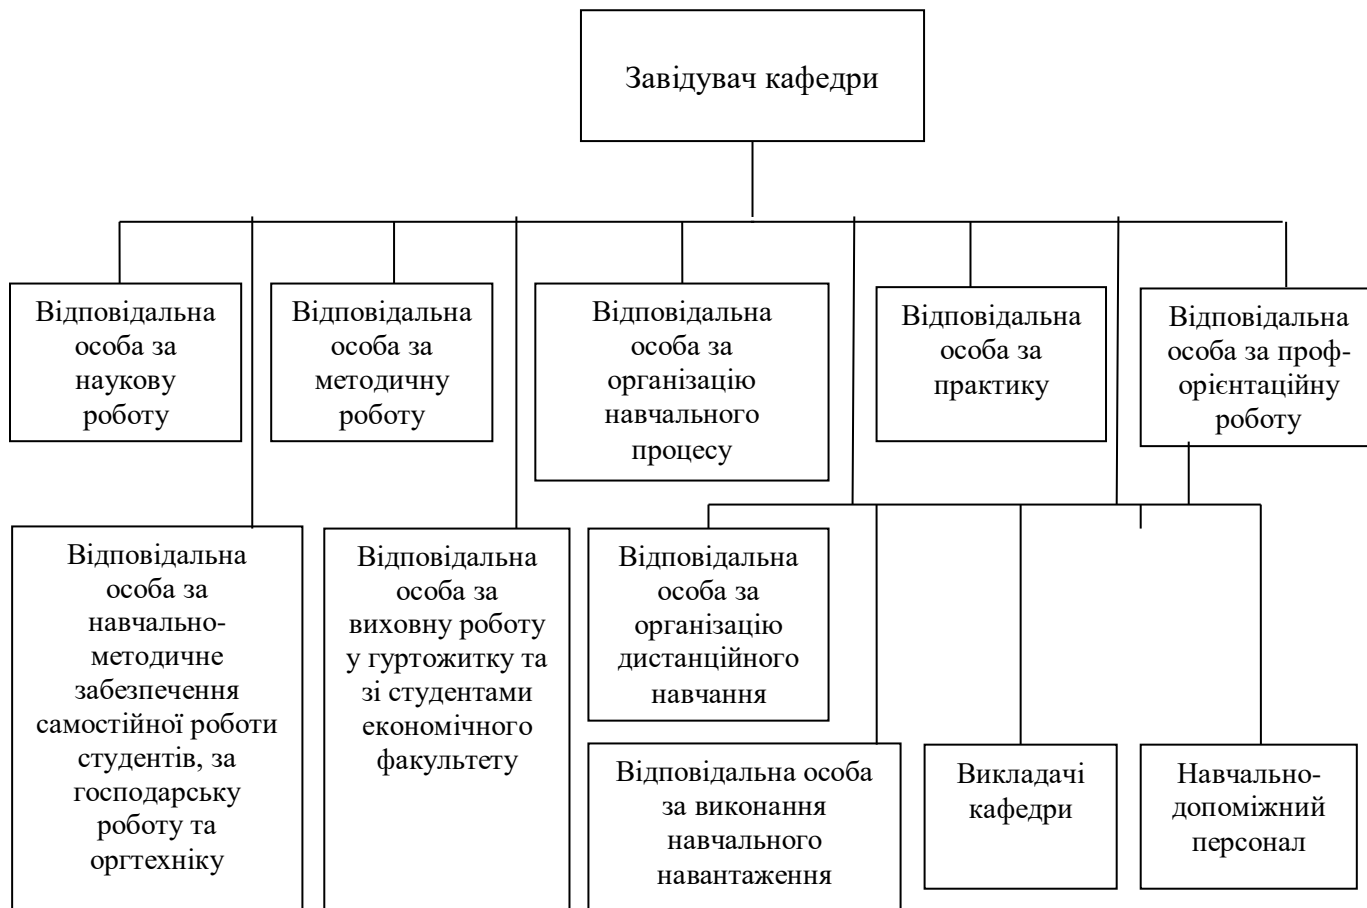 Завідувач кафедри
Відповідальна
особа за
наукову
роботу
Відповідальна
особа за
методичну
роботу
Відповідальна
особа за
організацію
навчального
процесу
Відповідальна
особа за
практику
Відповідальна
особа за проф-
орієнтаційну
роботу
Відповідальна
особа за
навчально-
методичне
забезпечення
самостійної роботи
студентів, за
господарську
роботу та
оргтехніку
Відповідальна
особа за
виховну роботу
у гуртожитку та
зі студентами
економічного
факультету
Відповідальна
особа за
організацію
дистанційного
навчання
Відповідальна особа
за виконання
навчального
навантаження
Викладачі
кафедри
Навчально-
допоміжний
персонал